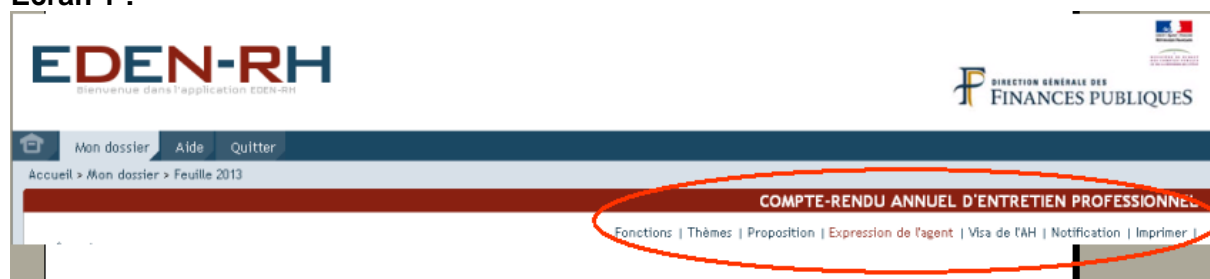 Ecran 1 :
EDEN-RH
Bienvenue dans l'application EDEN-RH
DIRECTION GÉNÉRALE DES
FINANCES PUBLIQUES
Mon dossier Aide Quitter
Accueil > Mon dossier > Feuille 2013
COMPTE-RENDU ANNUEL D'ENTRETIEN PROFESSIONNEL
Fonctions | Thèmes | Proposition | Expression de l'agent | Visa de l'AH | Notification | Imprimer |